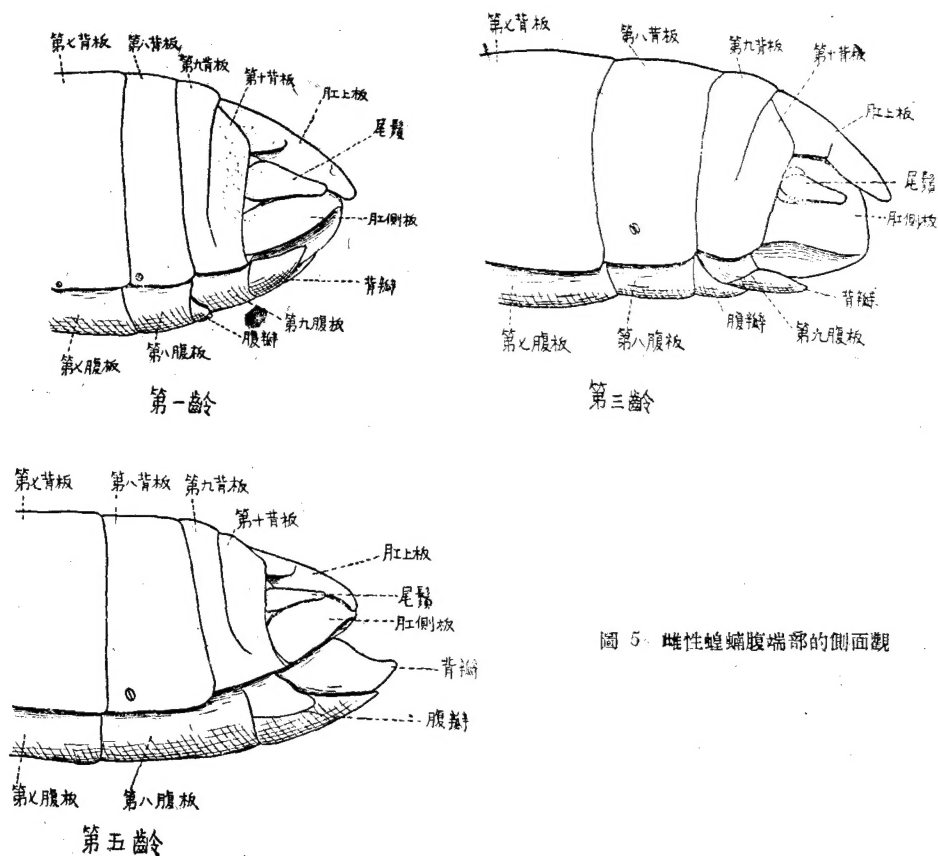 第七背板
第八背板
第九背板
第十背板
肛上板
尾鬚
肛側板
背瓣
第九腹板
腹瓣
第八腹板
第七腹板
第一齡
第七背板
第八背板
第九背板
第十背板
肛上板
尾鬚
肛側板
背瓣
第九腹板
腹瓣
第八腹板
第七腹板
第三齡
第七背板
第八背板
第九背板
第十背板
肛上板
尾鬚
肛側板
背瓣
腹瓣
第八腹板
第七腹板
第五齡
圖 5 雌性蝗蝻腹端部的側面觀